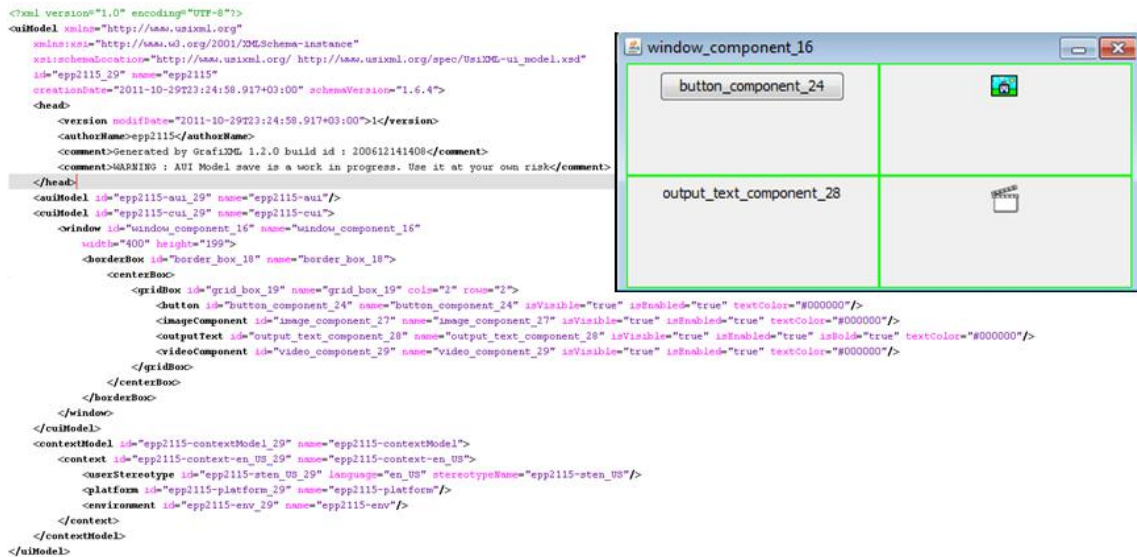 <?xml version="1.0" encoding="UTF-8"?>
<uiModel xmlns="http://www.usixml.org"
xmlns:xsi="http://www.w3.org/2001/XMLSchema-instance"
xsi:schemaLocation="http://www.usixml.org/ http://www.usixml.org/spec/UsiXML-ui_model.xsd"
id="epp2115_29" name="epp2115"
creationDate="2011-10-29T23:24:58.917+03:00" schemaVersion="1.6.4">
<head>
<version modifDate="2011-10-29T23:24:58.917+03:00">1</version>
<authorName>epp2115</authorName>
<comment>Generated by GrafiXML 1.2.0 build id : 200612141408</comment>
<comment>WARNING : AUI Model save is a work in progress. Use it at your own risk</comment>
</head>
<auiModel id="epp2115-aui_29" name="epp2115-aui"/>
<cuiModel id="epp2115-cui_29" name="epp2115-cui">
<window id="window_component_16" name="window_component_16"
width="400" height="199">
<borderBox id="border_box_18" name="border_box_18">
<centerBox>
<gridBox id="grid_box_19" name="grid_box_19" cols="2" rows="2">
<button id="button_component_24" name="button_component_24" isVisible="true" isEnabled="true" textColor="#000000"/>
<imageComponent id="image_component_27" name="image_component_27" isVisible="true" isEnabled="true" textColor="#000000"/>
<outputText id="output_text_component_28" name="output_text_component_28" isVisible="true" isEnabled="true" isBold="true" textColor="#000000"/>
<videoComponent id="video_component_29" name="video_component_29" isVisible="true" isEnabled="true" textColor="#000000"/>
</gridBox>
</centerBox>
</borderBox>
</window>
</cuiModel>
<contextModel id="epp2115-contextModel_29" name="epp2115-contextModel">
<context id="epp2115-context-en_US_29" name="epp2115-context-en_US">
<userStereotype id="epp2115-sten_US_29" language="en_US" stereotypeName="epp2115-sten_US"/>
<platform id="epp2115-platform_29" name="epp2115-platform"/>
<environment id="epp2115-env_29" name="epp2115-env"/>
</context>
</contextModel>
</uiModel>
window_component_16
button_component_24
output_text_component_28